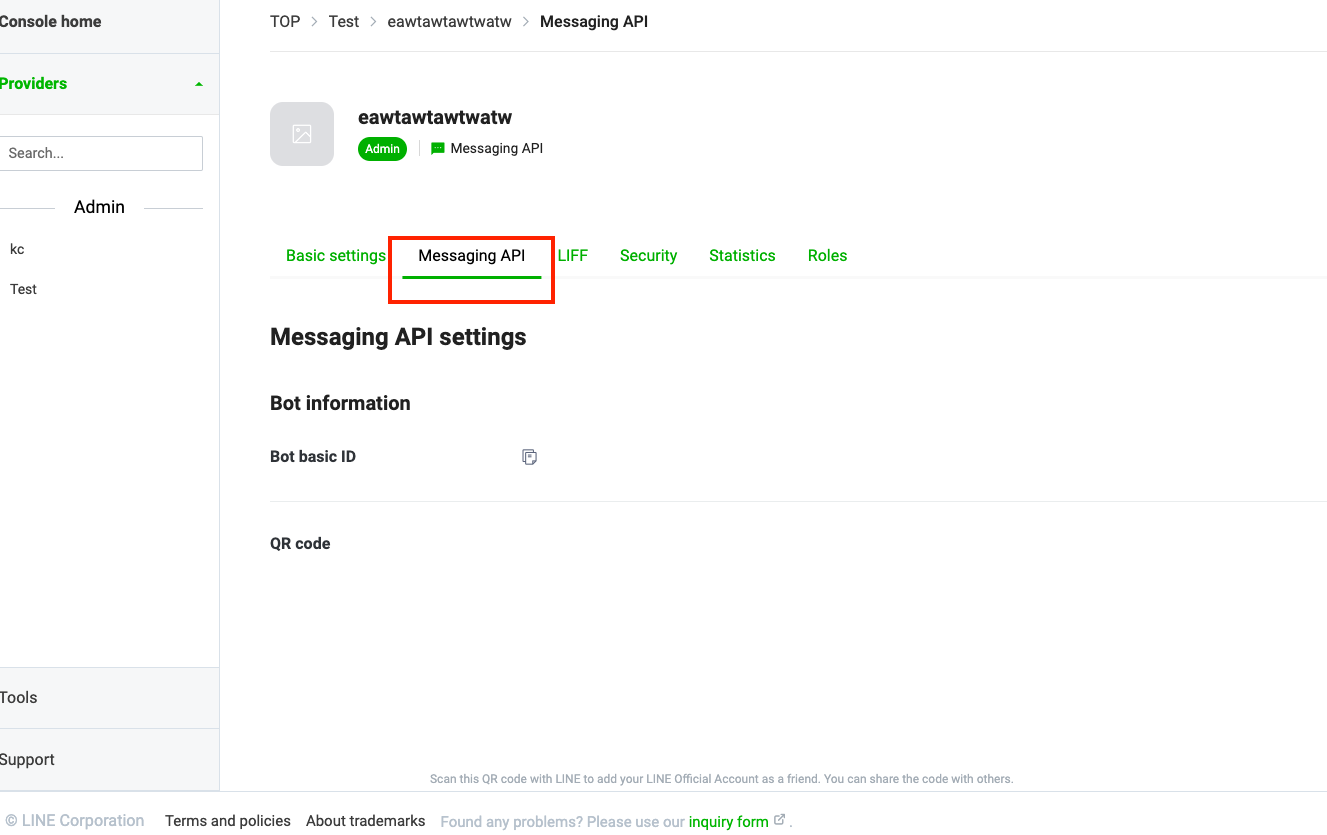 Console home
Providers
Search...
Admin
kc
Test
Tools
Support
TOP > Test > eawtawtawtwatw > Messaging API
eawtawtawtwatw
Admin
Messaging API
Basic settings
Messaging API
LIFF
Security
Statistics
Roles
Messaging API settings
Bot information
Bot basic ID
QR code
Scan this QR code with LINE to add your LINE Official Account as a friend. You can share the code with others.
© LINE Corporation
Terms and policies
About trademarks
Found any problems? Please use our inquiry form .